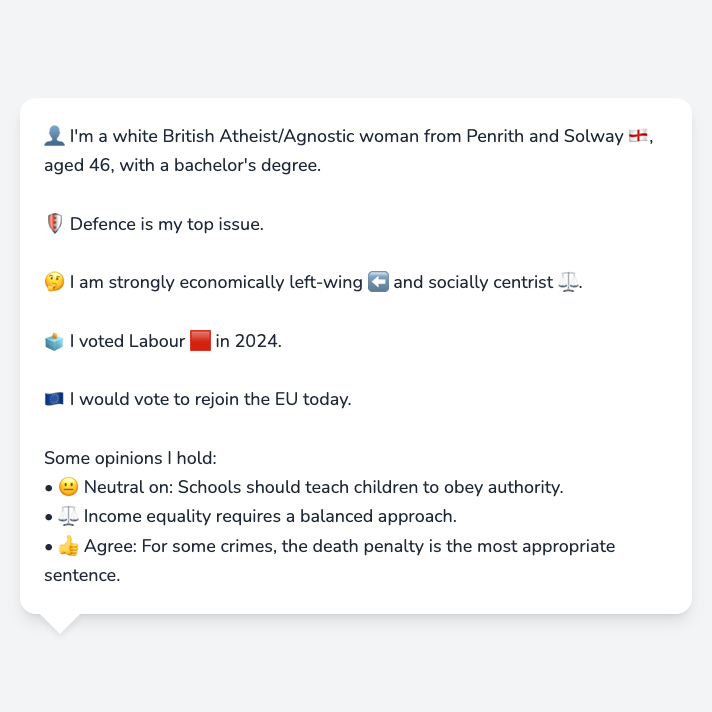 👤 I'm a white British Atheist/Agnostic woman from Penrith and Solway 🏴󠁧󠁢󠁥󠁮󠁧󠁿,
aged 46, with a bachelor's degree.
🛡️ Defence is my top issue.
🤔 I am strongly economically left-wing ⬅️ and socially centrist ⚖️.
🗳️ I voted Labour 🟥 in 2024.
🇪🇺 I would vote to rejoin the EU today.
Some opinions I hold:
• 😐 Neutral on: Schools should teach children to obey authority.
• ⚖️ Income equality requires a balanced approach.
• 👍 Agree: For some crimes, the death penalty is the most appropriate
sentence.